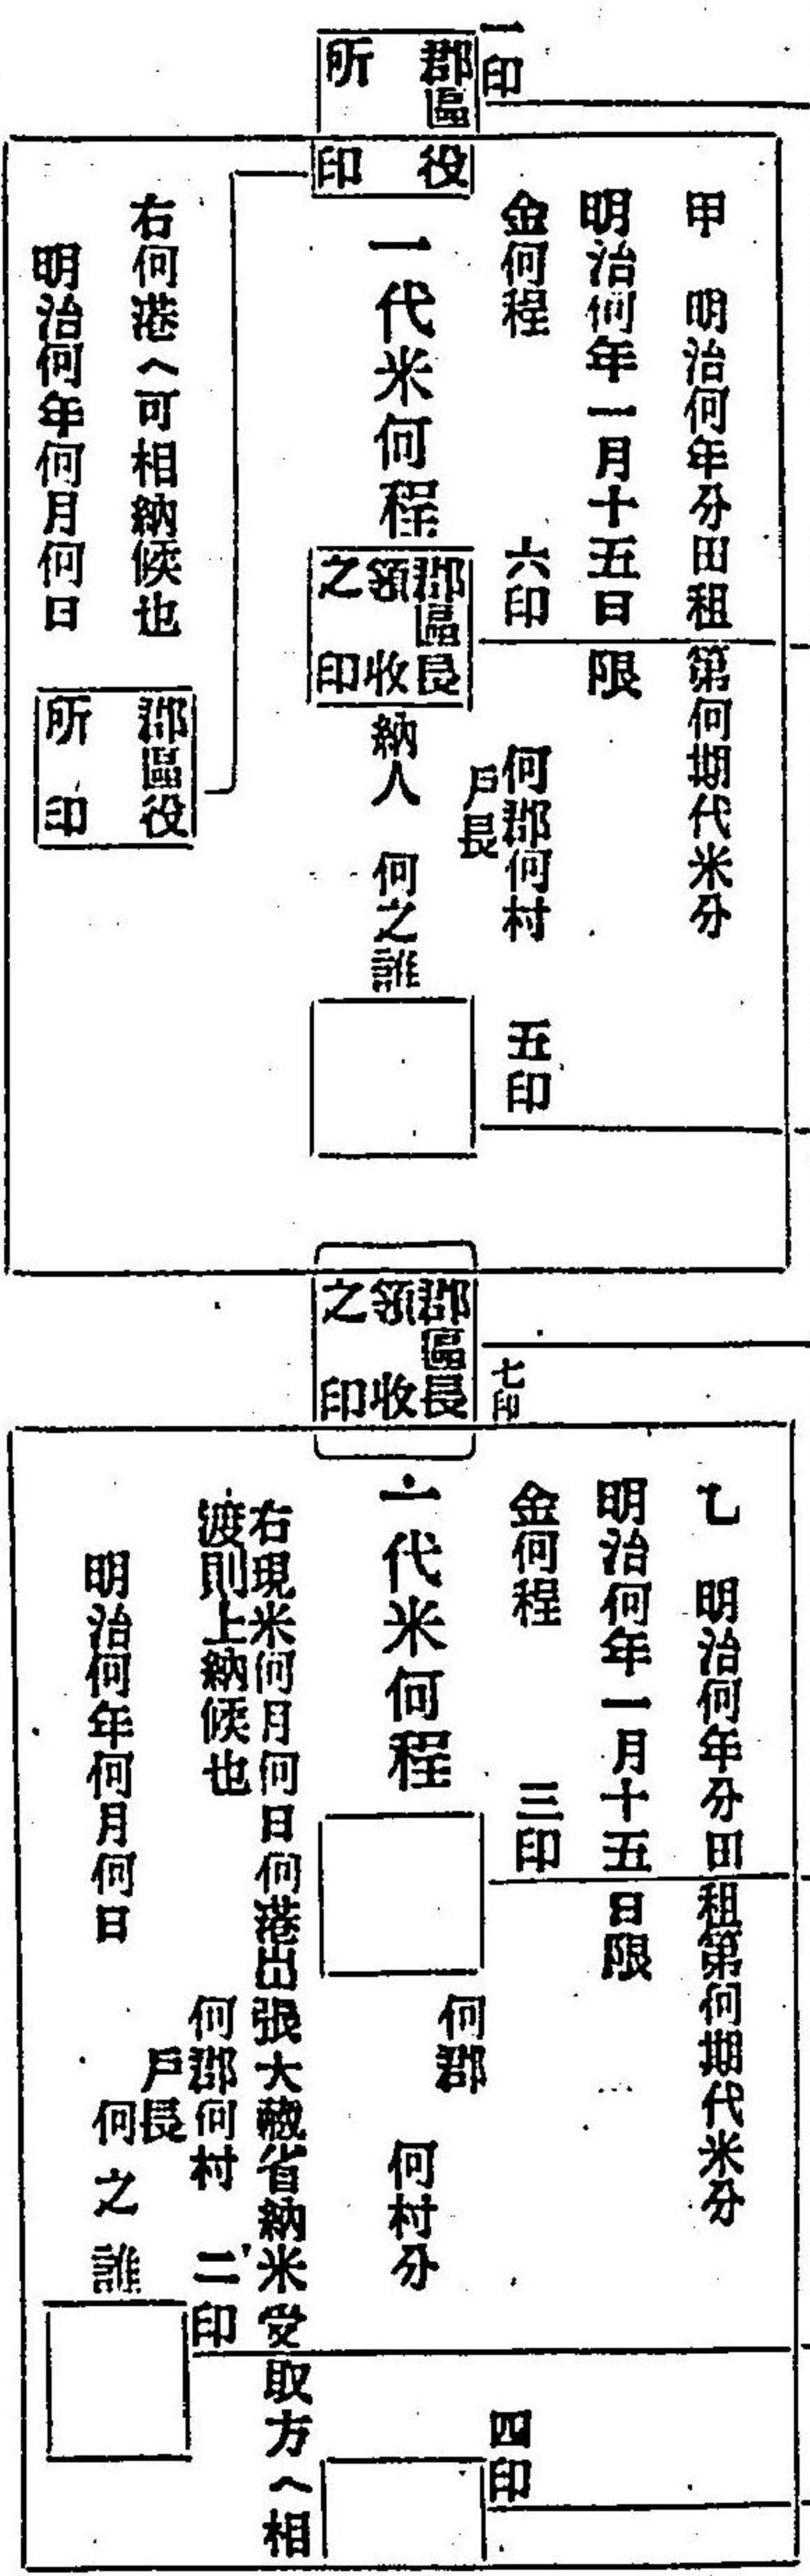 一印
郡區役
所印
甲　明治何年分田租第何期代米分
明治何年一月十五日限
金何程
六印
何郡何村
戶長
五印
一代米何程
郡區長
領收
之印
納人　何之誰
右何港へ可相納候也
明治何年何月何日
郡區役
所印
七印
郡區長
領收
之印
乙　明治何年分田租第何期代米分
明治何年一月十五日限
金何程
三印
四印
一代米何程
何郡
何村分
右現米何月何日何港出張大藏省納米受取方へ相
渡則上納候也
何郡何村
二印
戶長
明治何年何月何日
何之誰